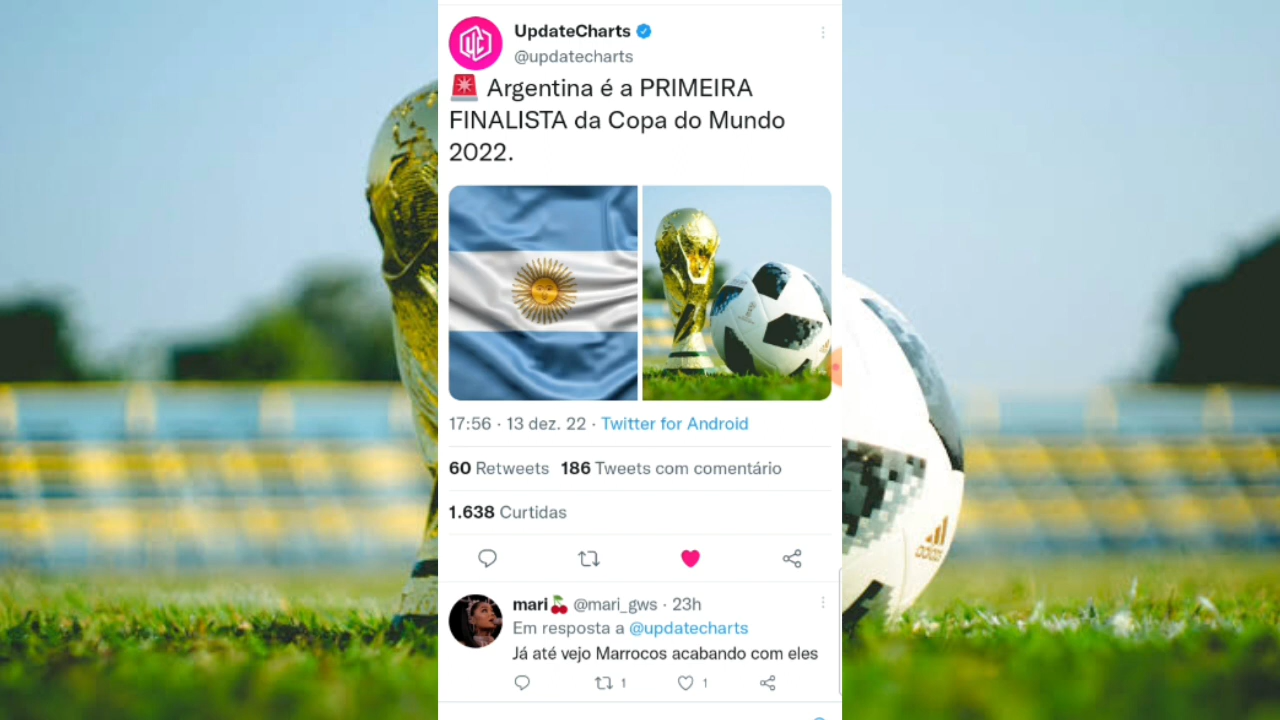 UpdateCharts
@updatecharts
🚨 Argentina é a PRIMEIRA
FINALISTA da Copa do Mundo
2022.
17:56 · 13 dez. 22 · Twitter for Android
60 Retweets 186 Tweets com comentário
1.638 Curtidas
mari🍒 @mari_gws · 23h
Em resposta a @updatecharts
Já até vejo Marrocos acabando com eles
1 1
adidas